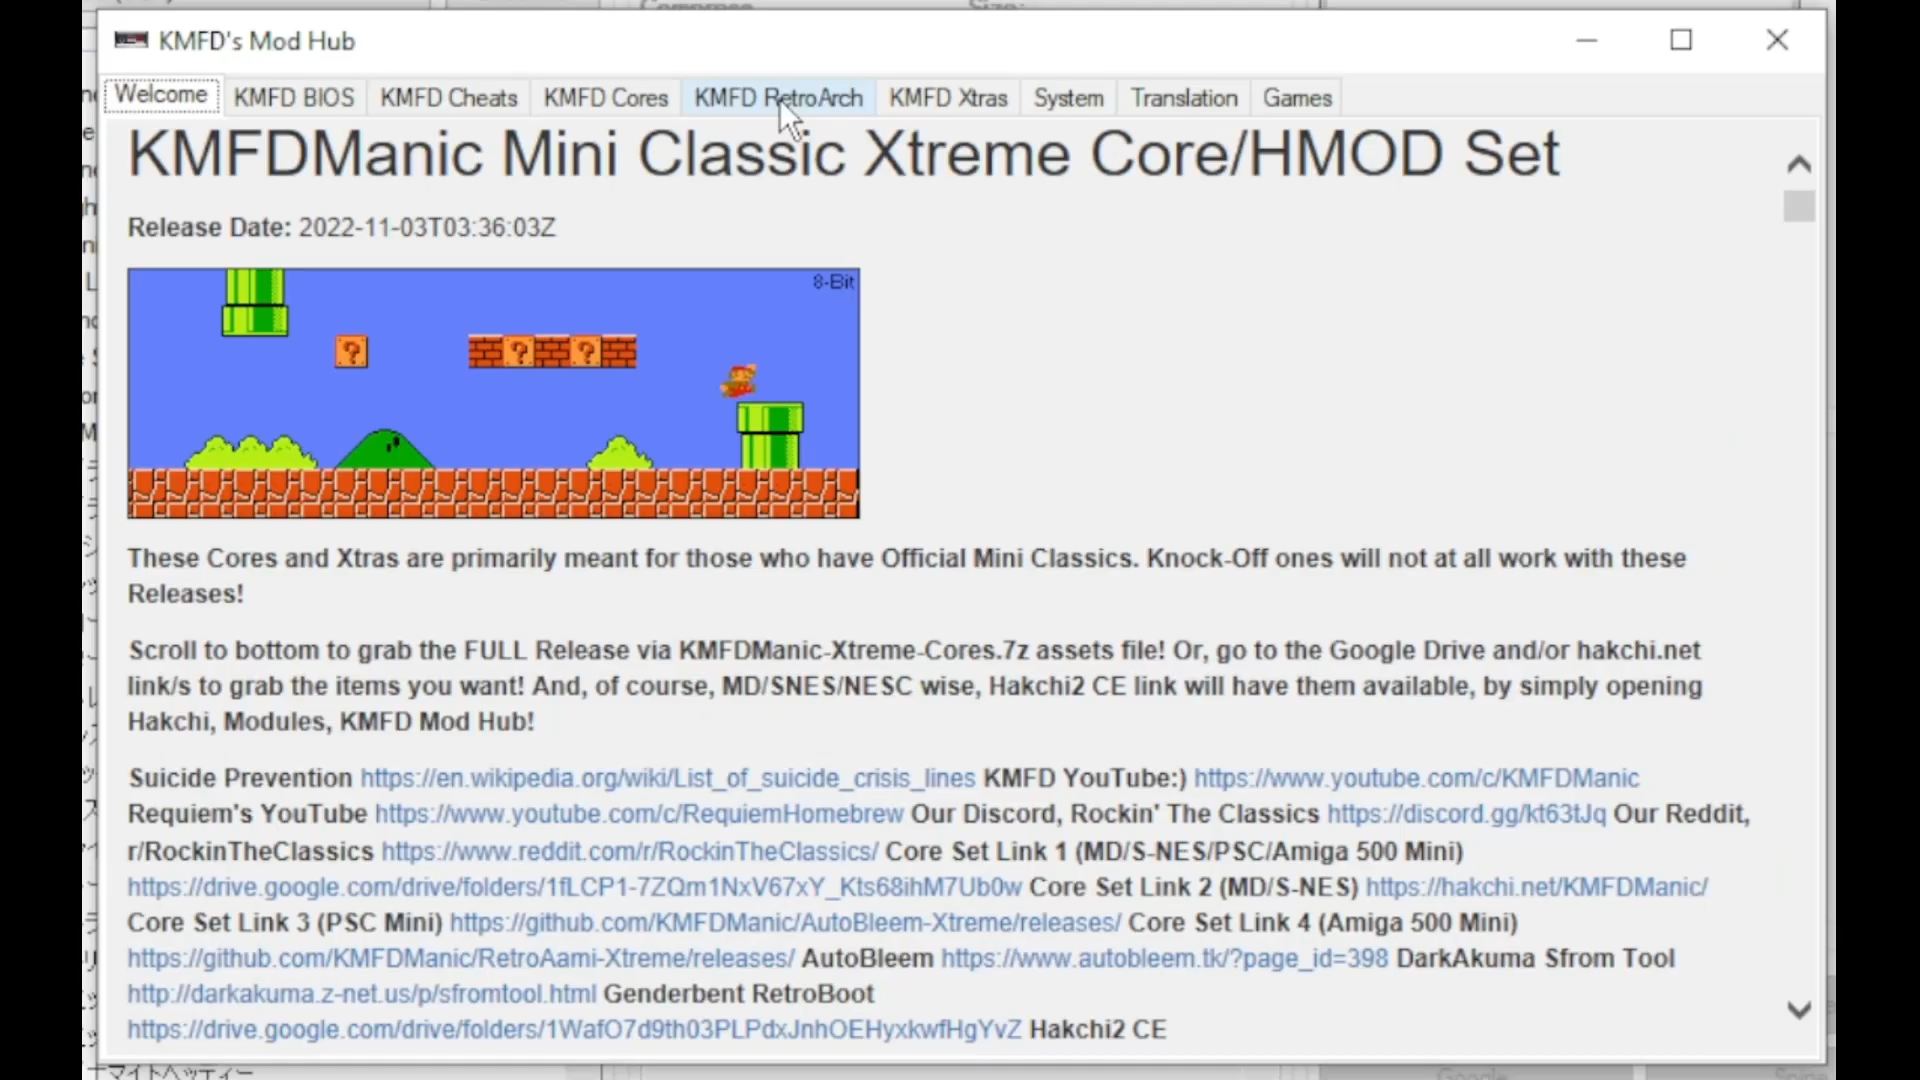 KMFD's Mod Hub
Welcome KMFD BIOS KMFD Cheats KMFD Cores KMFD RetroArch KMFD Xtras System Translation Games
KMFDManic Mini Classic Xtreme Core/HMOD Set
Release Date: 2022-11-03T03:36:03Z
8-Bit
These Cores and Xtras are primarily meant for those who have Official Mini Classics. Knock-Off ones will not at all work with these
Releases!
Scroll to bottom to grab the FULL Release via KMFDManic-Xtreme-Cores.7z assets file! Or, go to the Google Drive and/or hakchi.net
link/s to grab the items you want! And, of course, MD/SNES/NESC wise, Hakchi2 CE link will have them available, by simply opening
Hakchi, Modules, KMFD Mod Hub!
Suicide Prevention https://en.wikipedia.org/wiki/List_of_suicide_crisis_lines KMFD YouTube:) https://www.youtube.com/c/KMFDManic
Requiem's YouTube https://www.youtube.com/c/RequiemHomebrew Our Discord, Rockin' The Classics https://discord.gg/kt63tJq Our Reddit,
r/RockinTheClassics https://www.reddit.com/r/RockinTheClassics/ Core Set Link 1 (MD/S-NES/PSC/Amiga 500 Mini)
https://drive.google.com/drive/folders/1fLCP1-7ZQm1NxV67xY_Kts68ihM7Ub0w Core Set Link 2 (MD/S-NES) https://hakchi.net/KMFDManic/
Core Set Link 3 (PSC Mini) https://github.com/KMFDManic/AutoBleem-Xtreme/releases/ Core Set Link 4 (Amiga 500 Mini)
https://github.com/KMFDManic/RetroAami-Xtreme/releases/ AutoBleem https://www.autobleem.tk/?page_id=398 DarkAkuma Sfrom Tool
http://darkakuma.z-net.us/p/sfromtool.html Genderbent RetroBoot
https://drive.google.com/drive/folders/1WafO7d9th03PLPdxJnhOEHyxkwfHgYvZ Hakchi2 CE